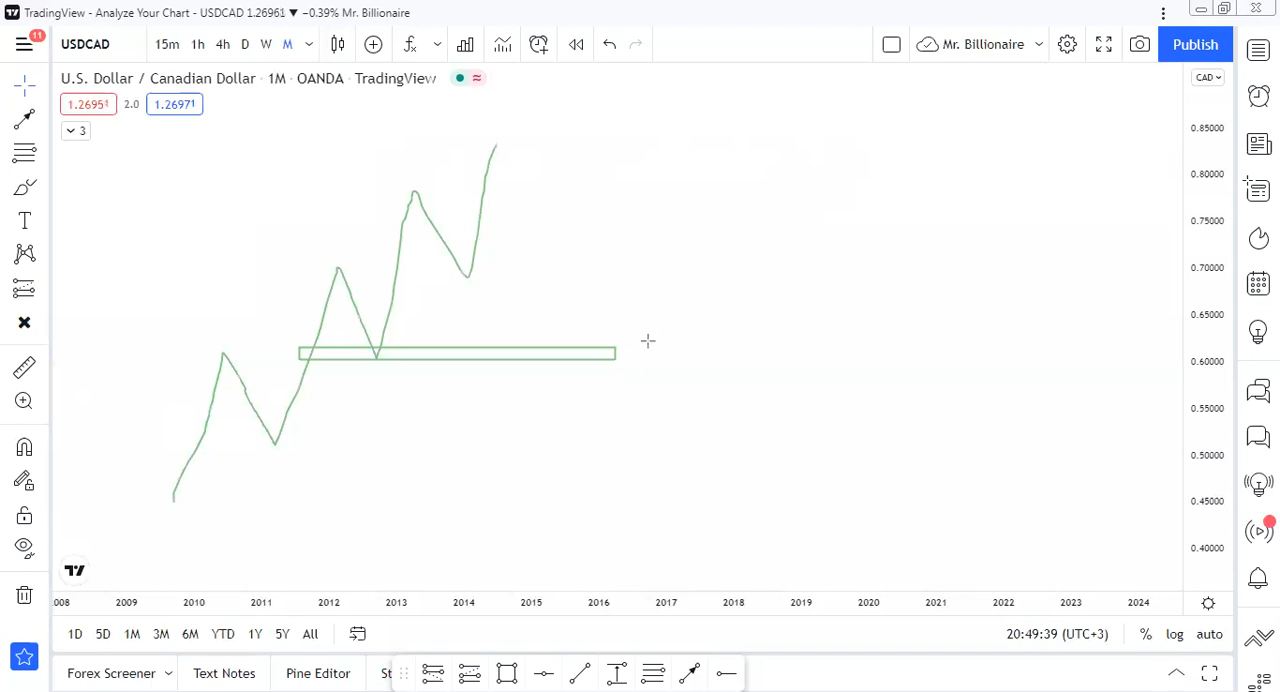 TradingView - Analyze Your Chart - USDCAD 1.26961 ▼ −0.39% Mr. Billionaire
11
USDCAD 15m 1h 4h D W M Mr. Billionaire Publish
U.S. Dollar / Canadian Dollar · 1M · OANDA · TradingView
CAD
1.26951 2.0 1.26971
3
0.85000
0.80000
0.75000
0.70000
0.65000
0.60000
0.55000
0.50000
0.45000
0.40000
2008 2009 2010 2011 2012 2013 2014 2015 2016 2017 2018 2019 2020 2021 2022 2023 2024
1D 5D 1M 3M 6M YTD 1Y 5Y All 20:49:39 (UTC+3) % log auto
Forex Screener Text Notes Pine Editor St